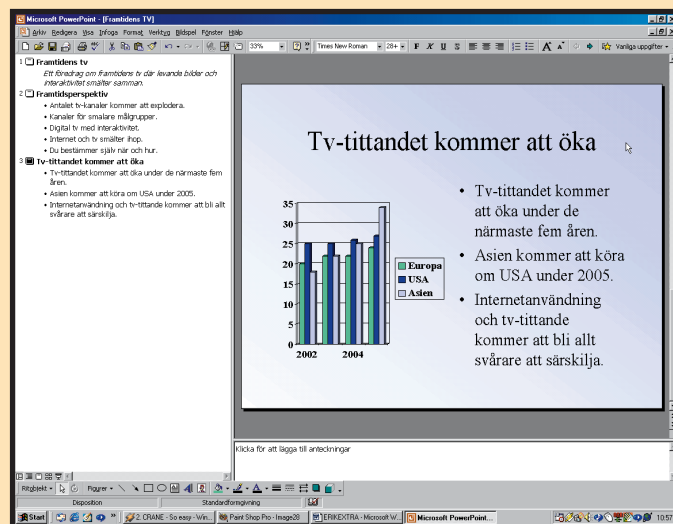 Microsoft PowerPoint - [Framtidens TV]
Arkiv Redigera Visa Infoga Format Verktyg Bildspel Fönster Hjälp
33% Times New Roman 28+ F K U S A A Vanliga uppgifter
1 Framtidens tv
Ett föredrag om framtidens tv där levande bilder och
interaktivitet smälter samman.
2 Framtidsperspektiv
• Antalet tv-kanaler kommer att explodera.
• Kanaler för smalare målgrupper.
• Digital tv med interaktivitet.
• Internet och tv smälter ihop.
• Du bestämmer själv när och hur.
3 Tv-tittandet kommer att öka
• Tv-tittandet kommer att öka under de närmaste fem
åren.
• Asien kommer att köra om USA under 2005.
• Internetanvändning och tv-tittande kommer att bli allt
svårare att särskilja.
Tv-tittandet kommer att öka
35
30
25
20
15
10
5
0
2002 2004
Europa
USA
Asien
• Tv-tittandet kommer
att öka under de
närmaste fem åren.
• Asien kommer att köra
om USA under 2005.
• Internetanvändning
och tv-tittande
kommer att bli allt
svårare att särskilja.
Klicka för att lägga till anteckningar
Ritobjekt Figurer
Disposition Standardformgivning
Start 2. CRANE - So easy - Win... Paint Shop Pro - Image28 ERIKEXTRA - Microsoft W... Microsoft PowerPoint... 10:57